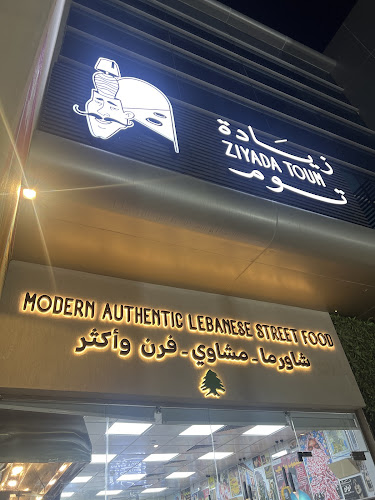 زيادة
ZIYADA TOUM
توم
MODERN AUTHENTIC LEBANESE STREET FOOD
شاورما - مشاوي - فرن وأكثر